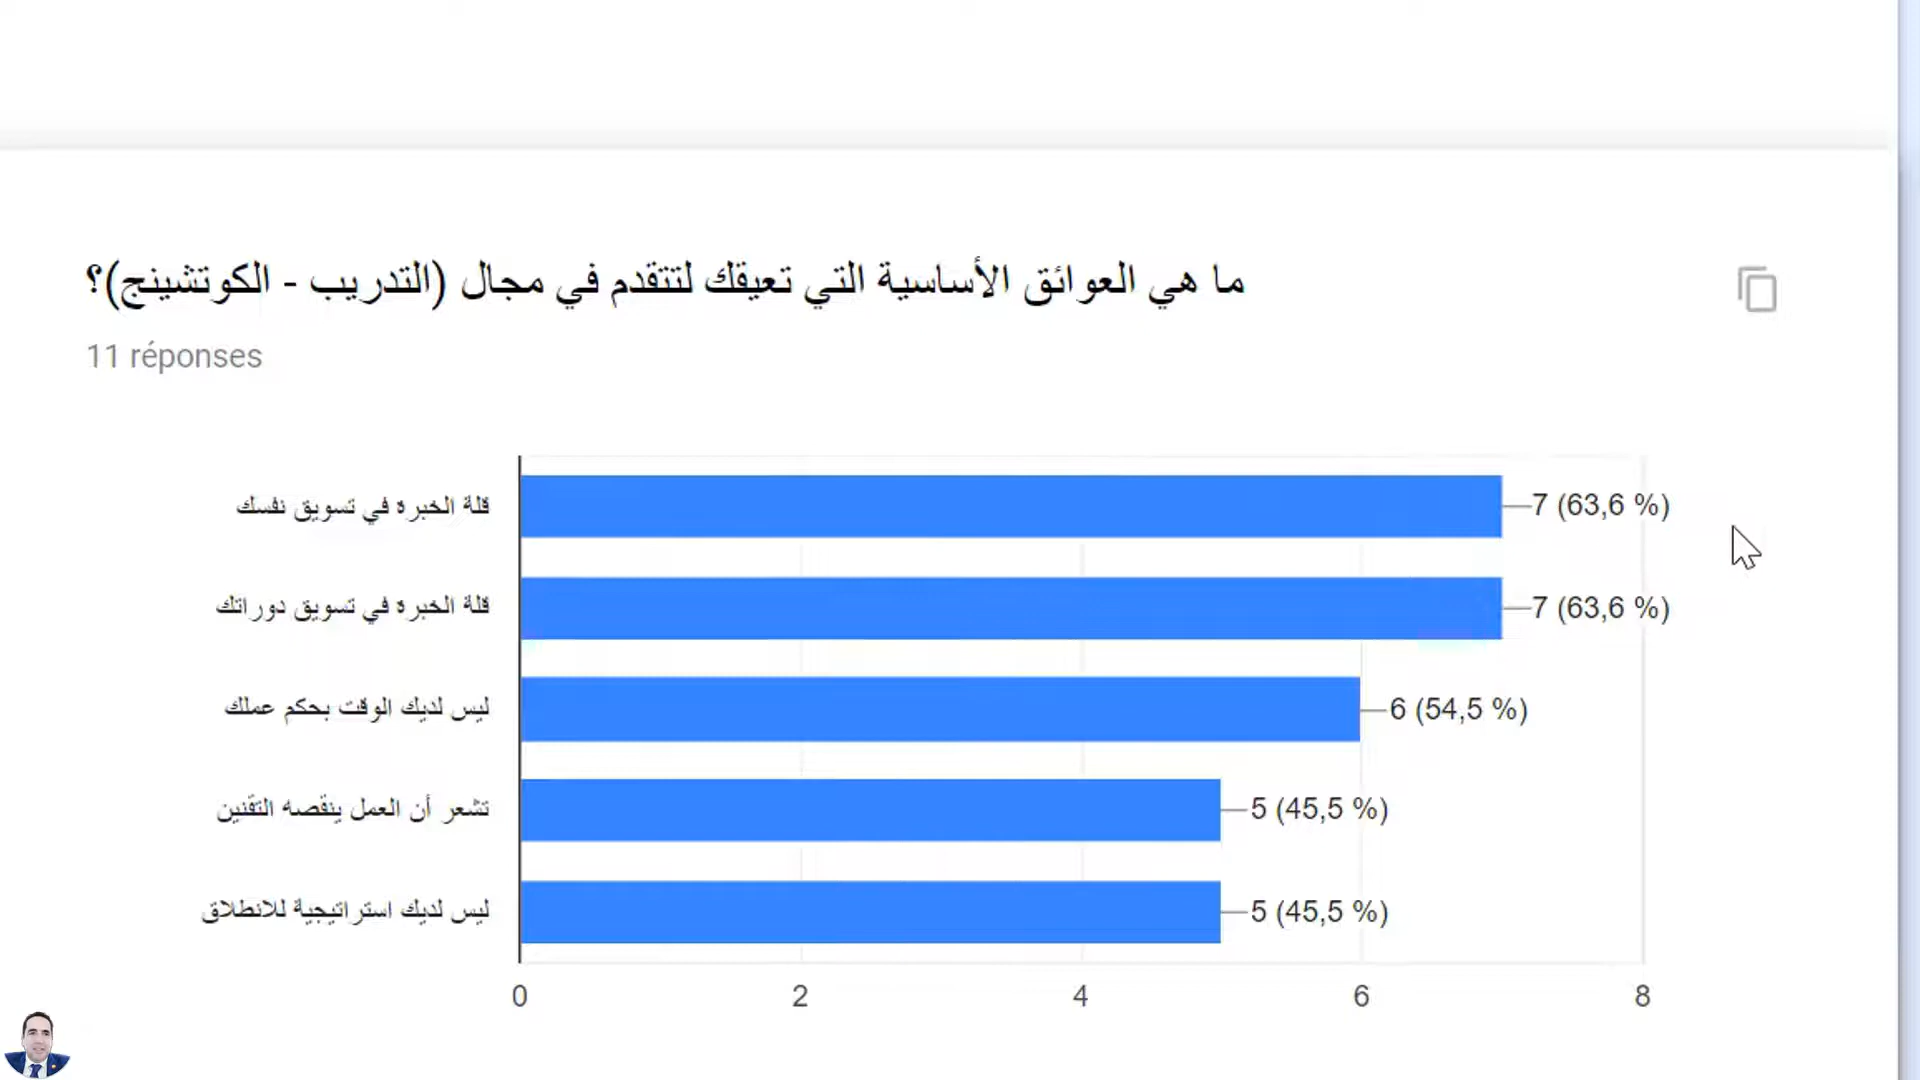 ما هي العوائق الأساسية التي تعيقك لتتقدم في مجال (التدريب - الكوتشينج)؟
11 réponses
قلة الخبرة في تسويق نفسك
7 (63,6 %)
قلة الخبرة في تسويق دوراتك
7 (63,6 %)
ليس لديك الوقت بحكم عملك
6 (54,5 %)
تشعر أن العمل ينقصه التقنين
5 (45,5 %)
ليس لديك استراتيجية للانطلاق
5 (45,5 %)
0 2 4 6 8